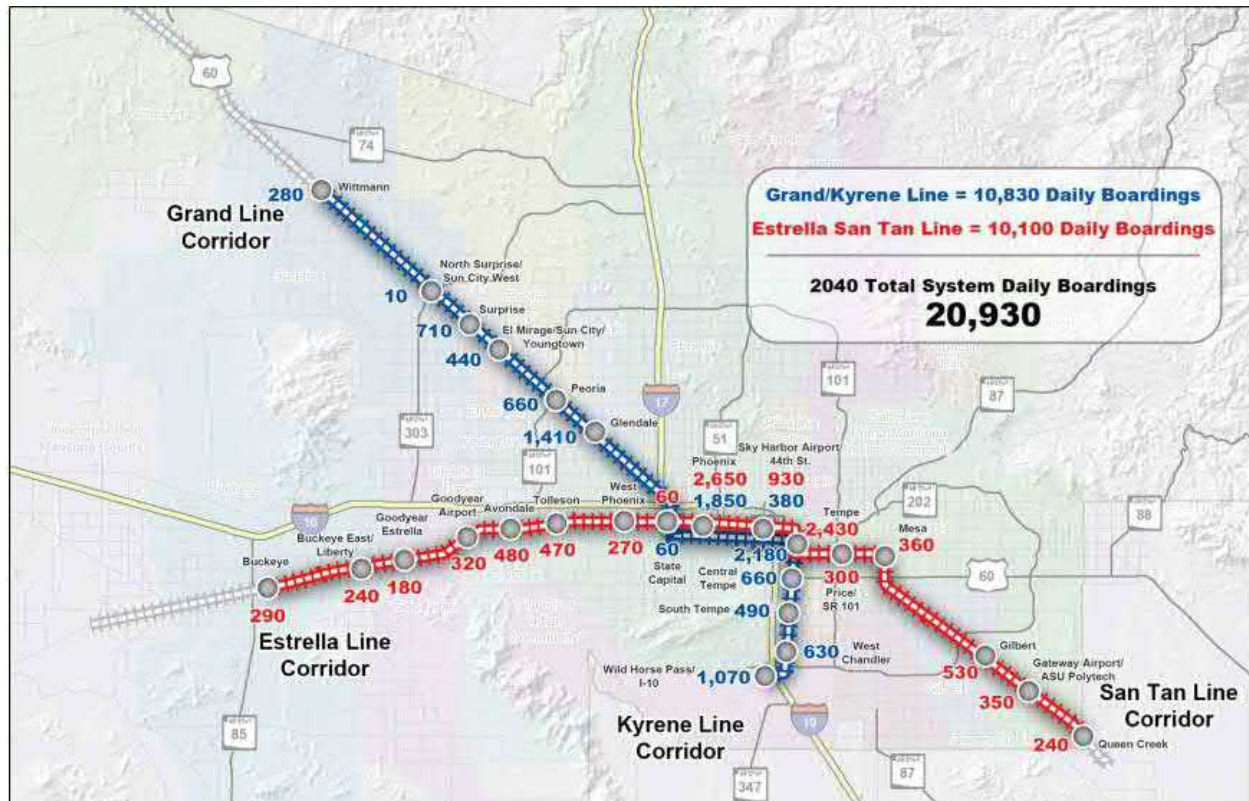 60
74
Wittmann
280
Grand Line
Corridor
Grand/Kyrene Line = 10,830 Daily Boardings
Estrella San Tan Line = 10,100 Daily Boardings
2040 Total System Daily Boardings
20,930
North Surprise/
Sun City West
10
Surprise
710
El Mirage/Sun City/
Youngtown
440
Peoria
660
Glendale
1,410
303
101
17
51
101
87
202
88
Sky Harbor Airport/
44th St.
Phoenix
2,650
930
1,850
380
West
Phoenix
60
Tolleson
Avondale
Goodyear
Airport
Goodyear
Estrella
10
Buckeye East/
Liberty
Buckeye
290
240
180
320
480
470
270
60
State
Capital
2,180
2,430
Tempe
Mesa
360
60
300
Price/
SR 101
Central
Tempe
660
South Tempe
490
630
West
Chandler
Wild Horse Pass/
I-10
1,070
Estrella Line
Corridor
Kyrene Line
Corridor
Gilbert
530
Gateway Airport/
ASU Polytech
350
San Tan Line
Corridor
240
Queen Creek
85
10
347
87